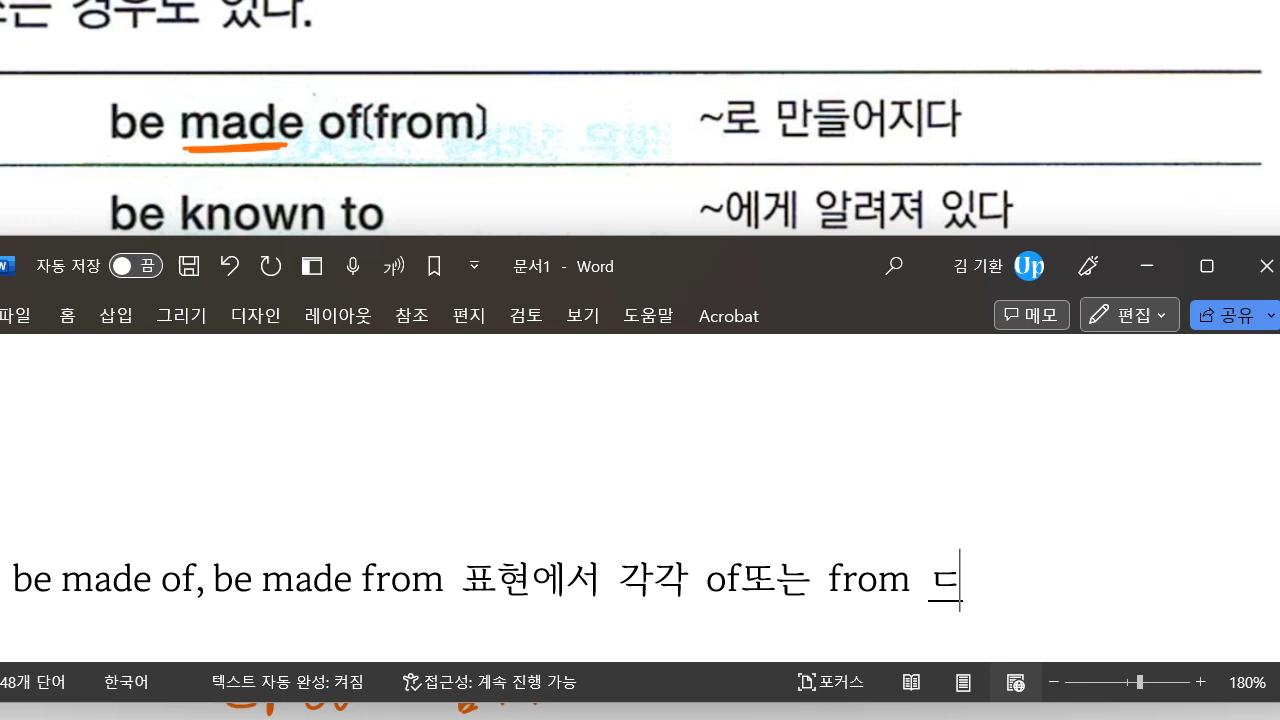 는 경우도 있다.
be made of(from) ~로 만들어지다
be known to ~에게 알려져 있다
자동 저장 끔 가 문서1 - Word 김 기환 Up
파일 홈 삽입 그리기 디자인 레이아웃 참조 편지 검토 보기 도움말 Acrobat 메모 편집 공유
be made of, be made from 표현에서 각각 of또는 from ㄷ
48개 단어 한국어 텍스트 자동 완성: 켜짐 접근성: 계속 진행 가능 포커스 180%